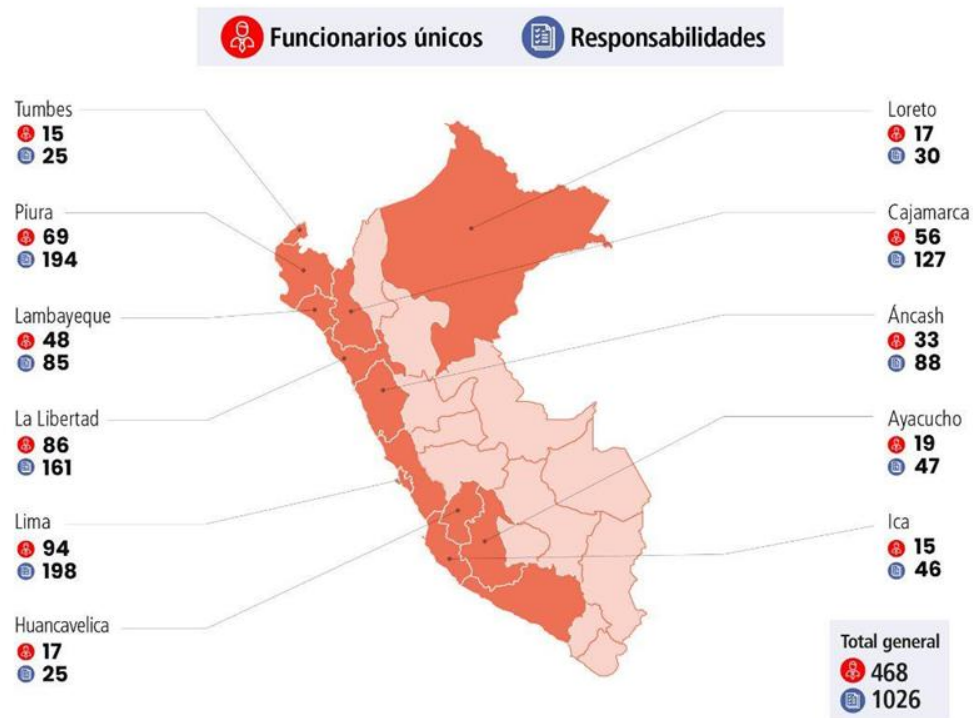 Funcionarios únicos
Responsabilidades
Tumbes
15
25
Piura
69
194
Lambayeque
48
85
La Libertad
86
161
Lima
94
198
Huancavelica
17
25
Loreto
17
30
Cajamarca
56
127
Áncash
33
88
Ayacucho
19
47
Ica
15
46
Total general
468
1026